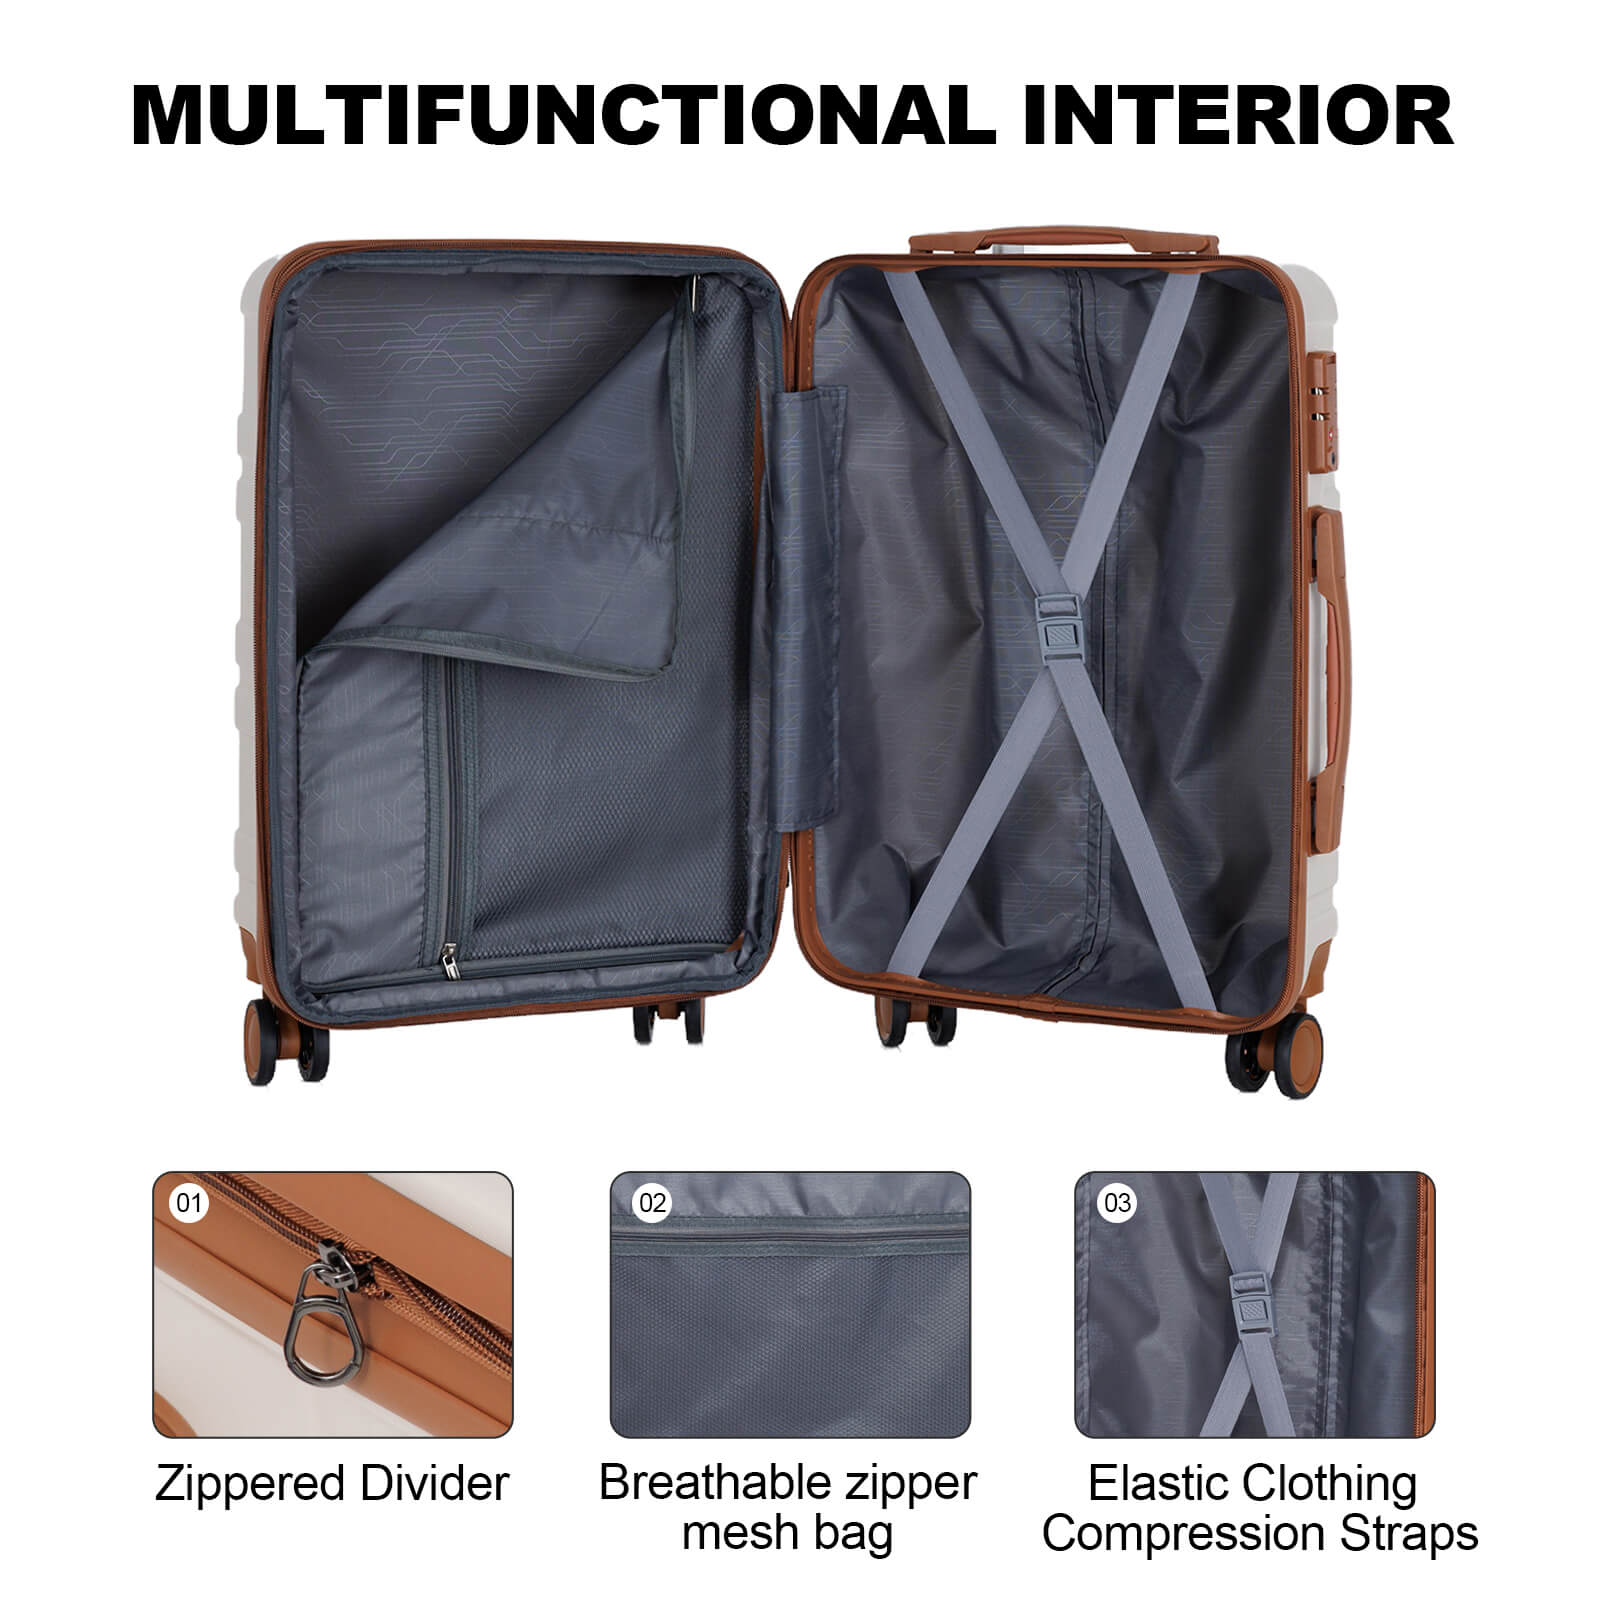 MULTIFUNCTIONAL INTERIOR
01
02
03
Zippered Divider
Breathable zipper
mesh bag
Elastic Clothing
Compression Straps